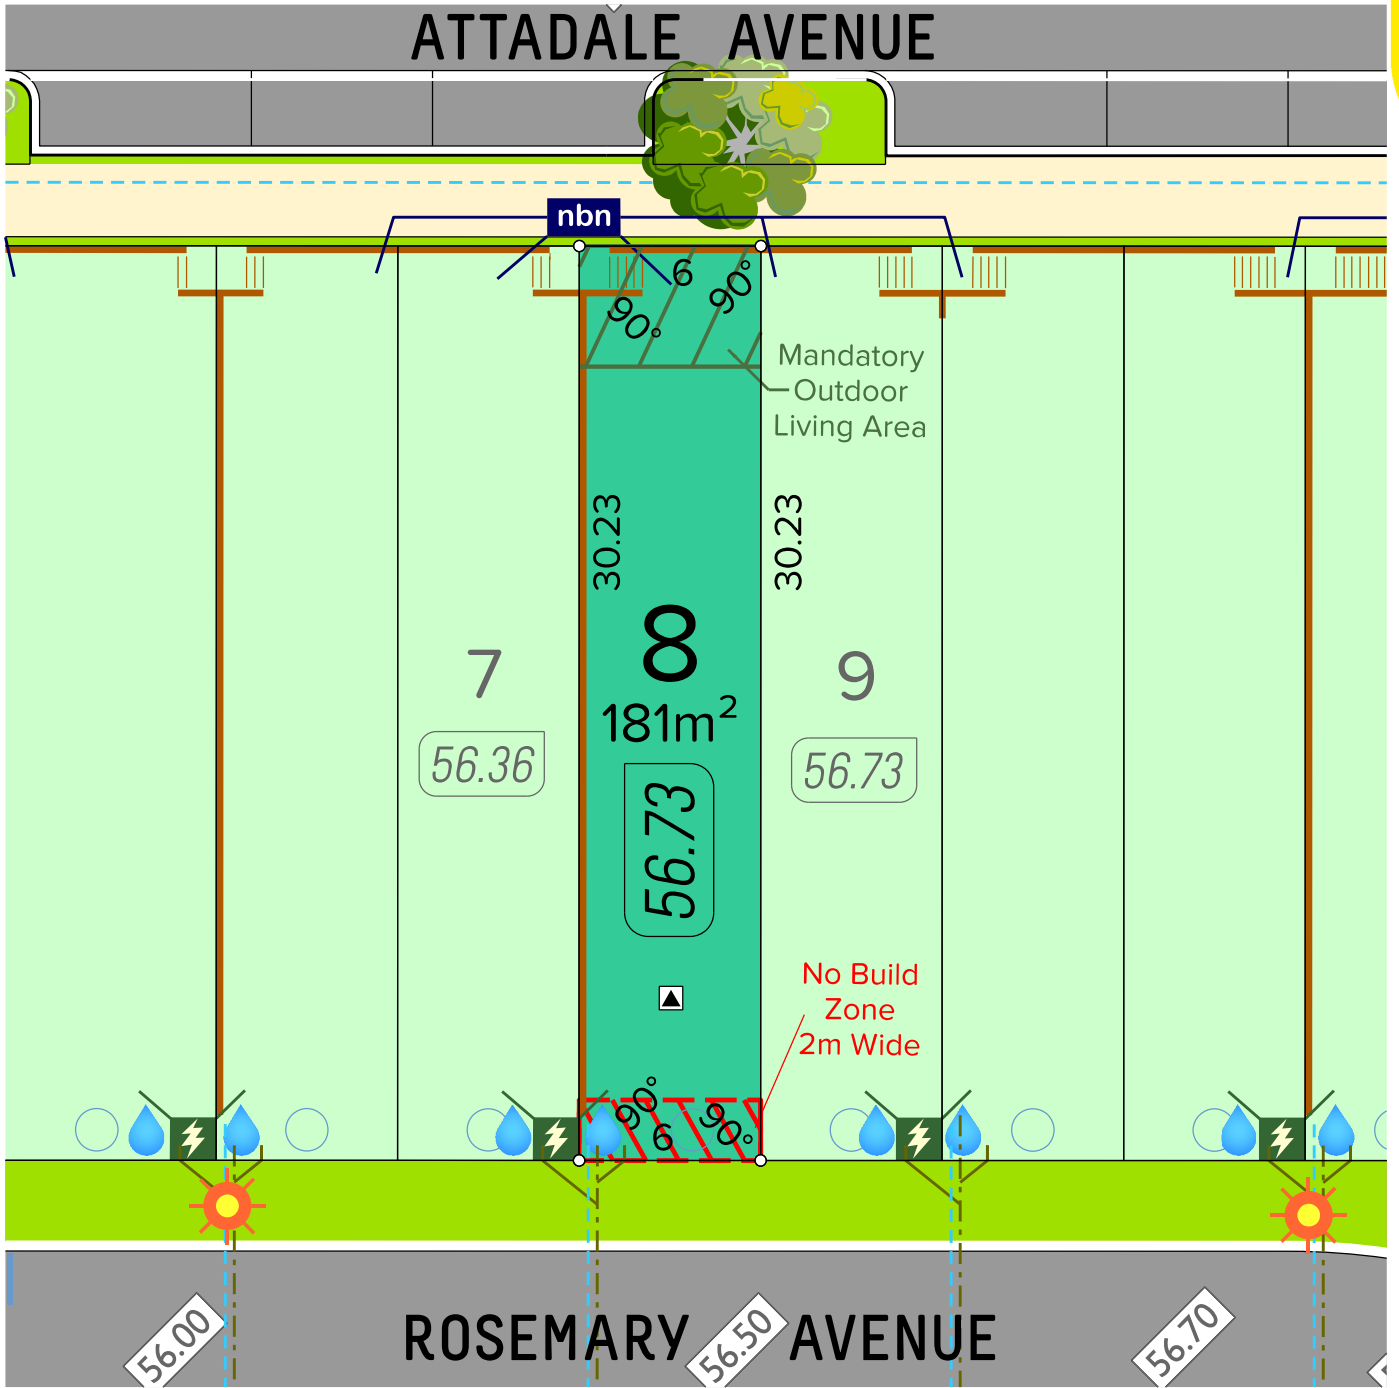 ATTADALE AVENUE
nbn
6
90°
90°
Mandatory
Outdoor
Living Area
30.23
30.23
8
181m²
56.73
7
56.36
9
56.73
No Build
Zone
2m Wide
90°
6
90°
56.00
ROSEMARY AVENUE
56.50
56.70